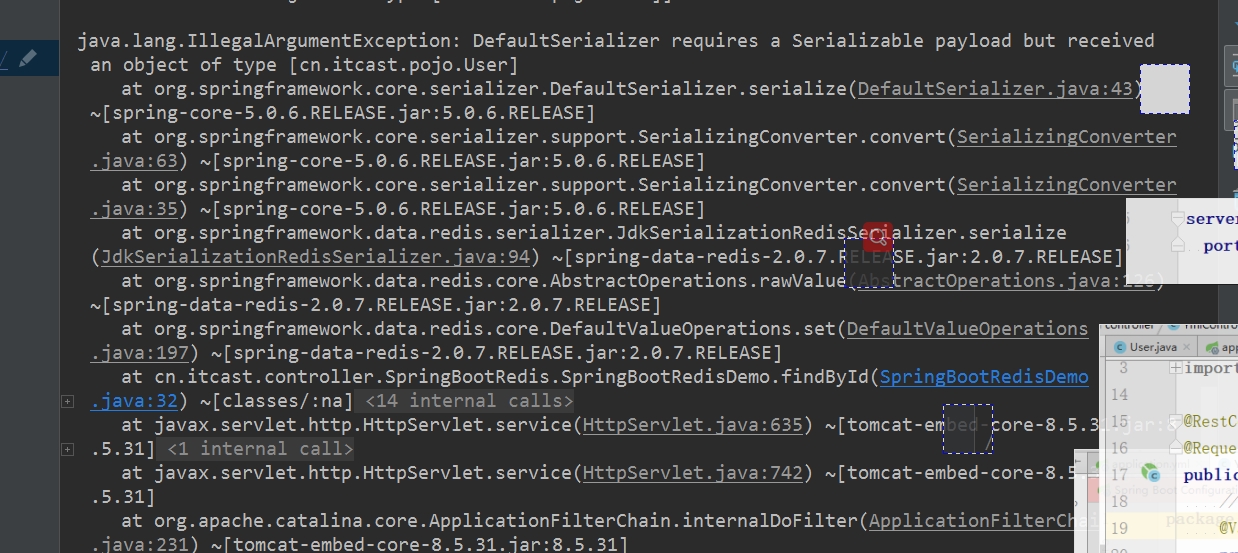 java.lang.IllegalArgumentException: DefaultSerializer requires a Serializable payload but received
an object of type [cn.itcast.pojo.User]
at org.springframework.core.serializer.DefaultSerializer.serialize(DefaultSerializer.java:43)
~[spring-core-5.0.6.RELEASE.jar:5.0.6.RELEASE]
at org.springframework.core.serializer.support.SerializingConverter.convert(SerializingConverter
.java:63) ~[spring-core-5.0.6.RELEASE.jar:5.0.6.RELEASE]
at org.springframework.core.serializer.support.SerializingConverter.convert(SerializingConverter
.java:35) ~[spring-core-5.0.6.RELEASE.jar:5.0.6.RELEASE]
at org.springframework.data.redis.serializer.JdkSerializationRedisSerializer.serialize
(JdkSerializationRedisSerializer.java:94) ~[spring-data-redis-2.0.7.RELEASE.jar:2.0.7.RELEASE]
at org.springframework.data.redis.core.AbstractOperations.rawValue(AbstractOperations.java:126)
~[spring-data-redis-2.0.7.RELEASE.jar:2.0.7.RELEASE]
at org.springframework.data.redis.core.DefaultValueOperations.set(DefaultValueOperations
.java:197) ~[spring-data-redis-2.0.7.RELEASE.jar:2.0.7.RELEASE]
at cn.itcast.controller.SpringBootRedis.SpringBootRedisDemo.findById(SpringBootRedisDemo
.java:32) ~[classes/:na] <14 internal calls>
at javax.servlet.http.HttpServlet.service(HttpServlet.java:635) ~[tomcat-embed-core-8.5.31.jar:8
.5.31] <1 internal call>
at javax.servlet.http.HttpServlet.service(HttpServlet.java:742) ~[tomcat-embed-core-8.5
.5.31]
at org.apache.catalina.core.ApplicationFilterChain.internalDoFilter(ApplicationFilterChai
.java:231) ~[tomcat-embed-core-8.5.31.jar:8.5.31]
server
port
User.java
app
3 import
14
15 @RestC
16 @Reque
17 public
18 //
19 @V
20